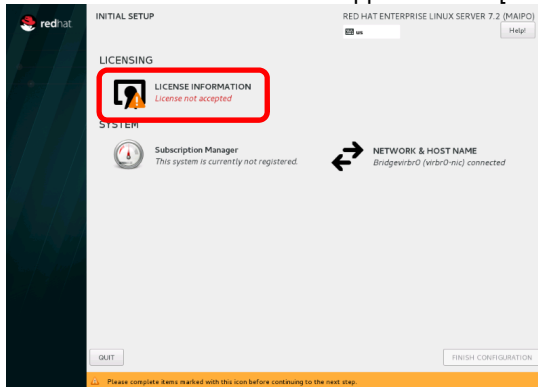 INITIAL SETUP
RED HAT ENTERPRISE LINUX SERVER 7.2 (MAIPO)
redhat
us
Help!
LICENSING
LICENSE INFORMATION
License not accepted
SYSTEM
Subscription Manager
This system is currently not registered.
NETWORK & HOST NAME
Bridgevirbr0 (virbr0-nic) connected
QUIT
FINISH CONFIGURATION
Please complete items marked with this icon before continuing to the next step.